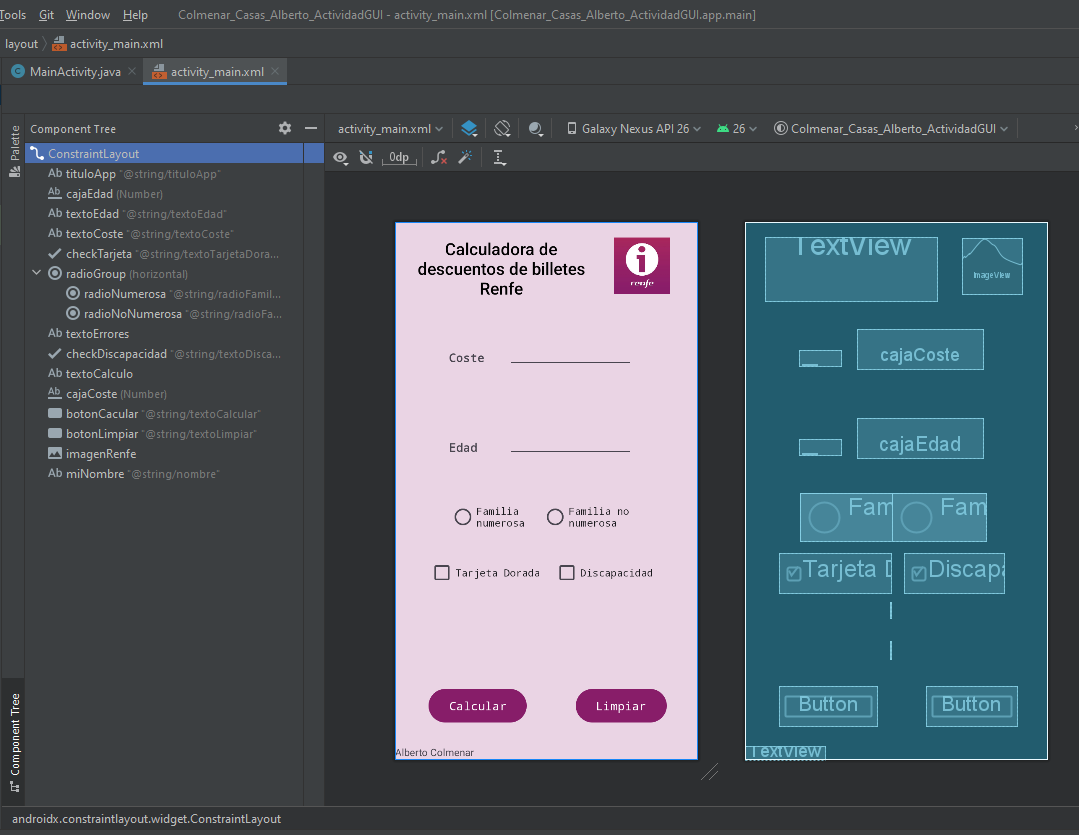 Tools Git Window Help Colmenar_Casas_Alberto_ActividadGUI - activity_main.xml [Colmenar_Casas_Alberto_ActividadGUI.app.main]
layout activity_main.xml
MainActivity.java activity_main.xml
Palette
Component Tree
ConstraintLayout
Ab tituloApp "@string/tituloApp"
Ab cajaEdad (Number)
Ab textoEdad "@string/textoEdad"
Ab textoCoste "@string/textoCoste"
checkTarjeta "@string/textoTarjetaDora...
radioGroup (horizontal)
radioNumerosa "@string/radioFamil...
radioNoNumerosa "@string/radioFa...
Ab textoErrores
checkDiscapacidad "@string/textoDisca...
Ab textoCalculo
Ab cajaCoste (Number)
botonCacular "@string/textoCalcular"
botonLimpiar "@string/textoLimpiar"
imagenRenfe
Ab miNombre "@string/nombre"
Component Tree
activity_main.xml Galaxy Nexus API 26 26 Colmenar_Casas_Alberto_ActividadGUI
0dp
Calculadora de
descuentos de billetes
Renfe
i
renfe
Coste
Edad
Familia
numerosa
Familia no
numerosa
Tarjeta Dorada Discapacidad
Calcular Limpiar
Alberto Colmenar
TextView
ImageView
cajaCoste
cajaEdad
Fam Fam
Tarjeta D Discapa
Button Button
TextView
androidx.constraintlayout.widget.ConstraintLayout